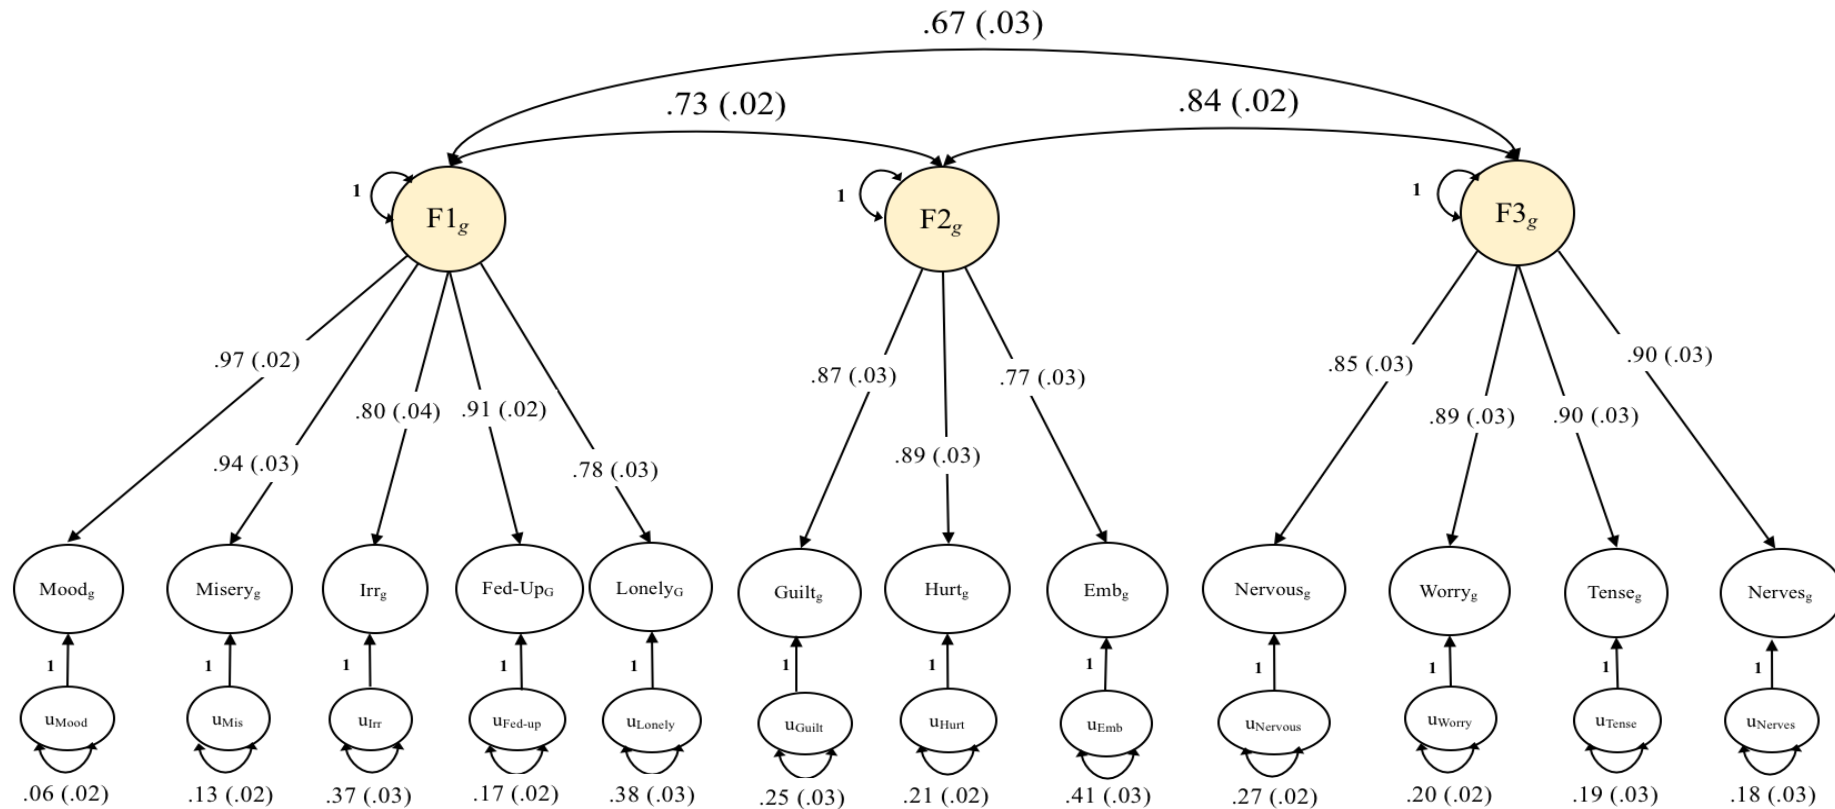 .67 (.03)
.73 (.02)
.84 (.02)
1
1
1
F1g
F2g
F3g
.97 (.02)
.94 (.03)
.80 (.04)
.91 (.02)
.78 (.03)
.87 (.03)
.89 (.03)
.77 (.03)
.85 (.03)
.89 (.03)
.90 (.03)
.90 (.03)
Moodg
Miseryg
Irrg
Fed-UpG
LonelyG
Guiltg
Hurtg
Embg
Nervousg
Worryg
Tenseg
Nervesg
1
1
1
1
1
1
1
1
1
1
1
1
uMood
uMis
uIrr
uFed-up
uLonely
uGuilt
uHurt
uEmb
uNervous
uWorry
uTense
uNerves
.06 (.02)
.13 (.02)
.37 (.03)
.17 (.02)
.38 (.03)
.25 (.03)
.21 (.02)
.41 (.03)
.27 (.02)
.20 (.02)
.19 (.03)
.18 (.03)